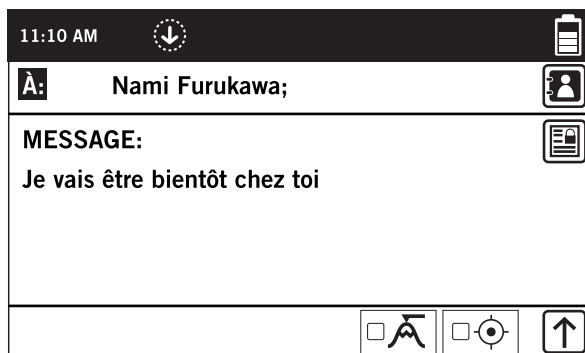 11:10 AM
À: Nami Furukawa;
MESSAGE:
Je vais être bientôt chez toi